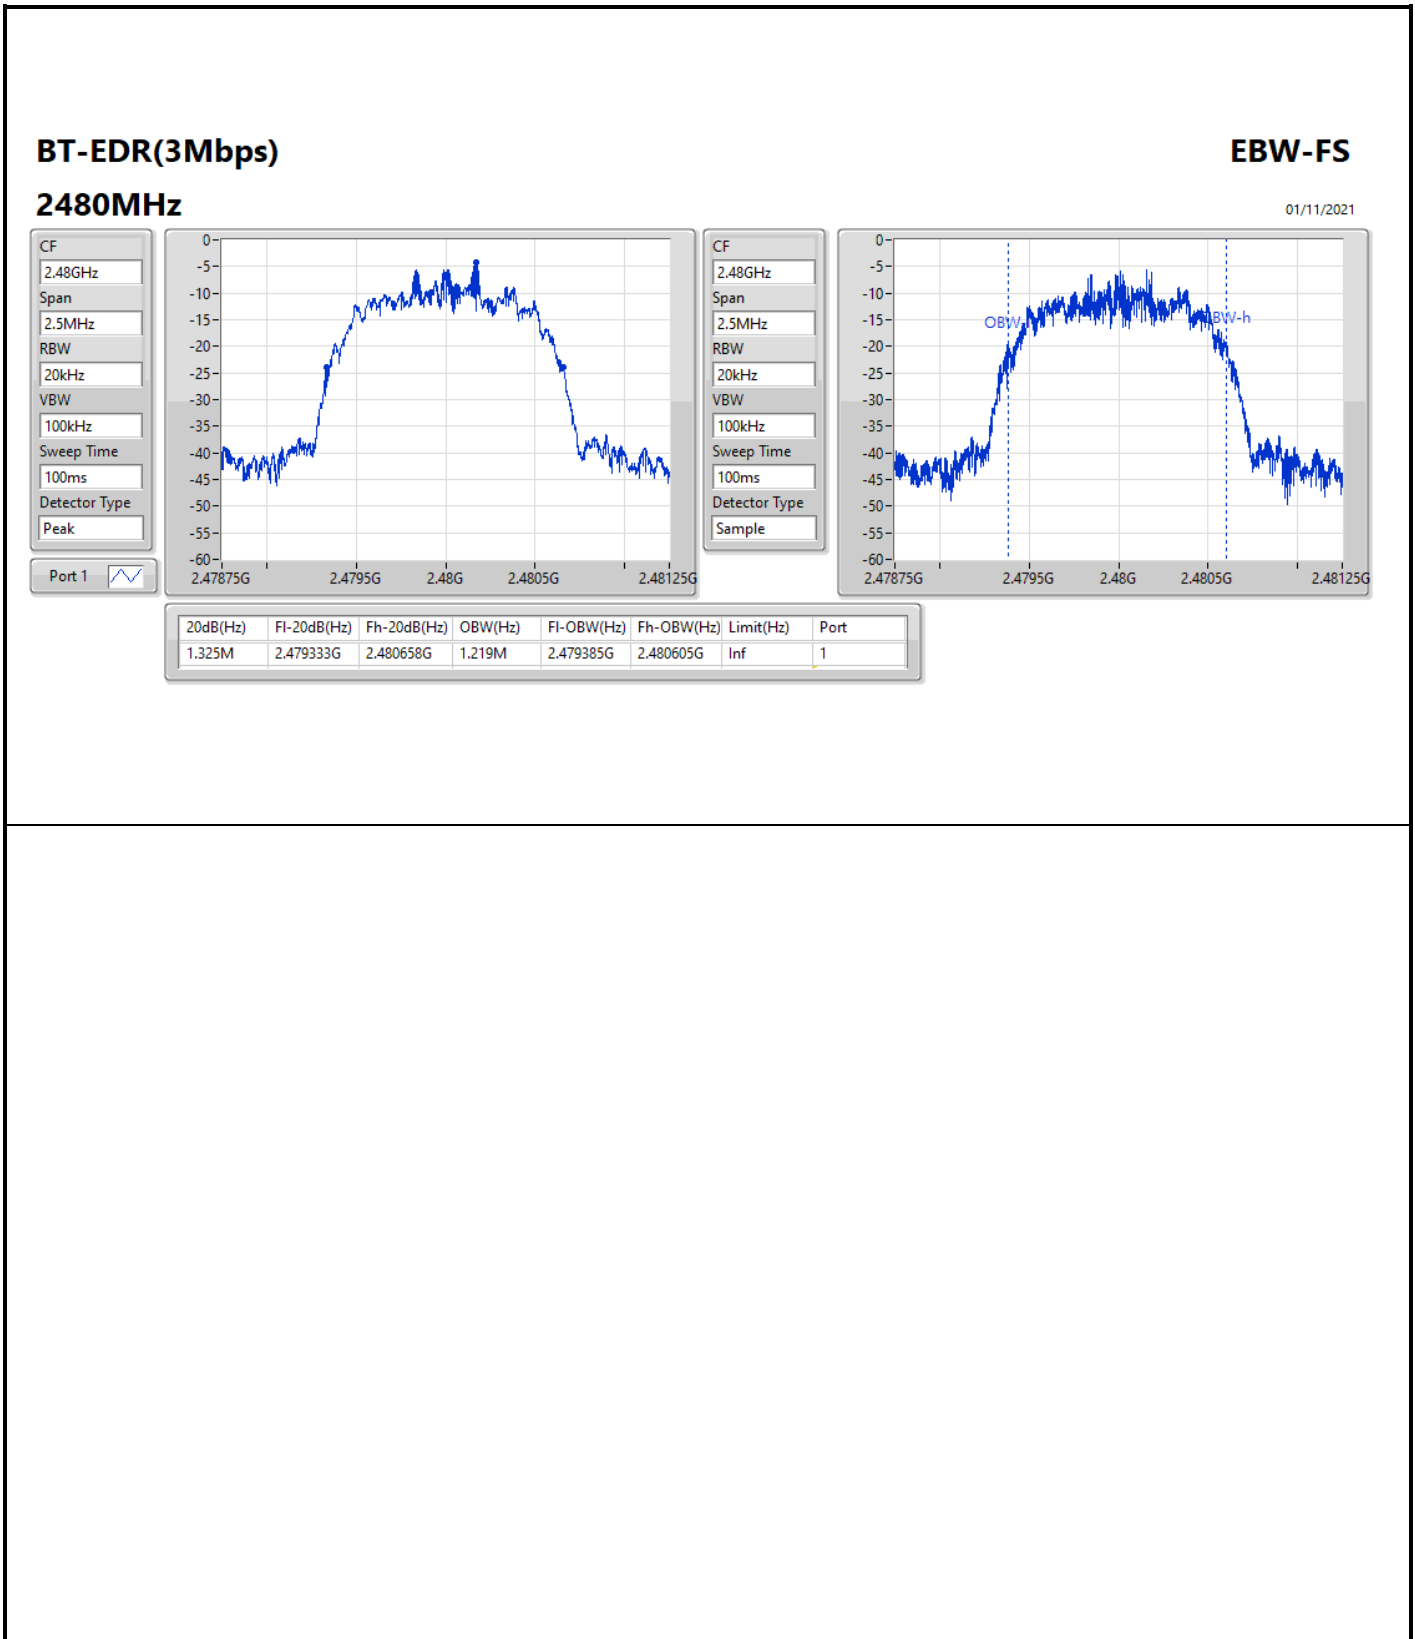 BT-EDR(3Mbps)
EBW-FS
2480MHz
01/11/2021
CF
2.48GHz
Span
2.5MHz
RBW
20kHz
VBW
100kHz
Sweep Time
100ms
Detector Type
Peak
Port 1
0
-5
-10
-15
-20
-25
-30
-35
-40
-45
-50
-55
-60
2.47875G 2.4795G 2.48G 2.4805G 2.48125G
CF
2.48GHz
Span
2.5MHz
RBW
20kHz
VBW
100kHz
Sweep Time
100ms
Detector Type
Sample
0
-5
-10
-15
-20
-25
-30
-35
-40
-45
-50
-55
-60
OBW
BW-h
2.47875G 2.4795G 2.48G 2.4805G 2.48125G
20dB(Hz) Fl-20dB(Hz) Fh-20dB(Hz) OBW(Hz) Fl-OBW(Hz) Fh-OBW(Hz) Limit(Hz) Port
1.325M 2.479333G 2.480658G 1.219M 2.479385G 2.480605G Inf 1